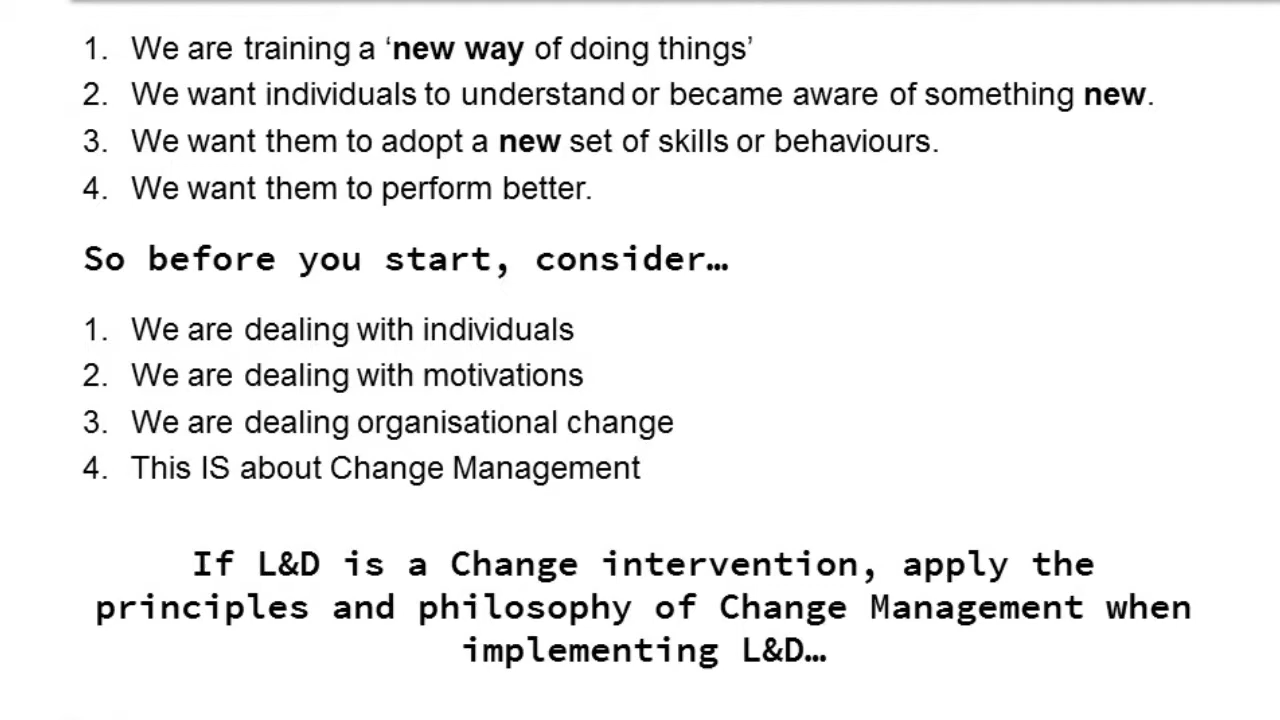 1. We are training a ‘new way of doing things’
2. We want individuals to understand or became aware of something new.
3. We want them to adopt a new set of skills or behaviours.
4. We want them to perform better.
So before you start, consider…
1. We are dealing with individuals
2. We are dealing with motivations
3. We are dealing organisational change
4. This IS about Change Management
If L&D is a Change intervention, apply the
principles and philosophy of Change Management when
implementing L&D…